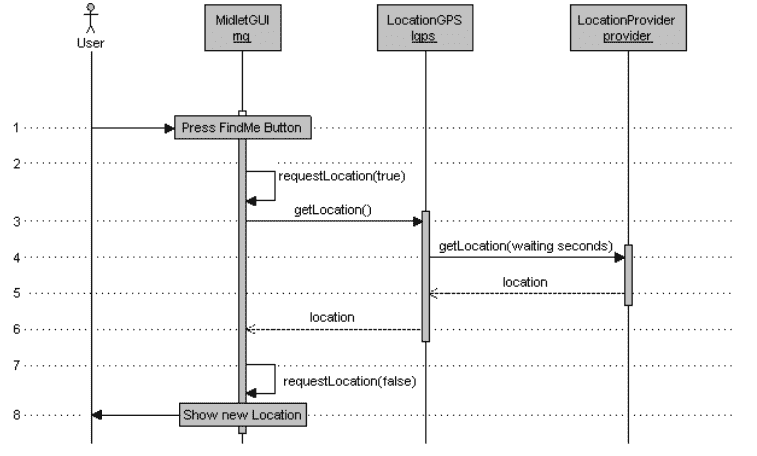 User
MidletGUI
mg
LocationGPS
lgps
LocationProvider
provider
1
Press FindMe Button
2
requestLocation(true)
3
getLocation()
4
getLocation(waiting seconds)
5
location
6
location
7
requestLocation(false)
8
Show new Location